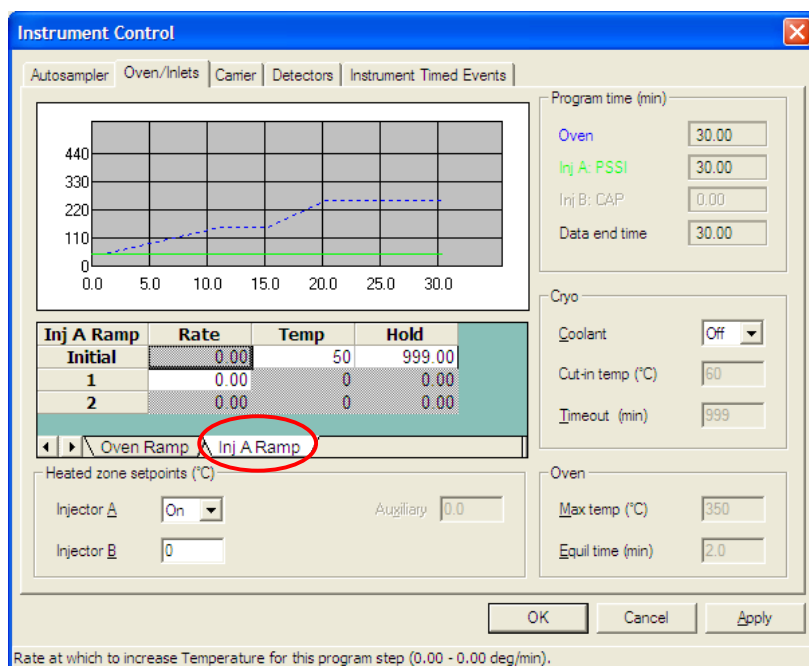 Instrument Control
Autosampler Oven/Inlets Carrier Detectors Instrument Timed Events
440
330
220
110
0
0.0 5.0 10.0 15.0 20.0 25.0 30.0
Inj A Ramp Rate Temp Hold
Initial 0.00 50 999.00
1 0.00 0 0.00
2 0.00 0 0.00
Oven Ramp Inj A Ramp
Heated zone setpoints (°C)
Injector A On Auxiliary 0.0
Injector B 0
Program time (min)
Oven 30.00
Inj A: PSSI 30.00
Inj B: CAP 0.00
Data end time 30.00
Cryo
Coolant Off
Cut-in temp (°C) 60
Timeout (min) 999
Oven
Max temp (°C) 350
Equil time (min) 2.0
OK Cancel Apply
Rate at which to increase Temperature for this program step (0.00 - 0.00 deg/min).